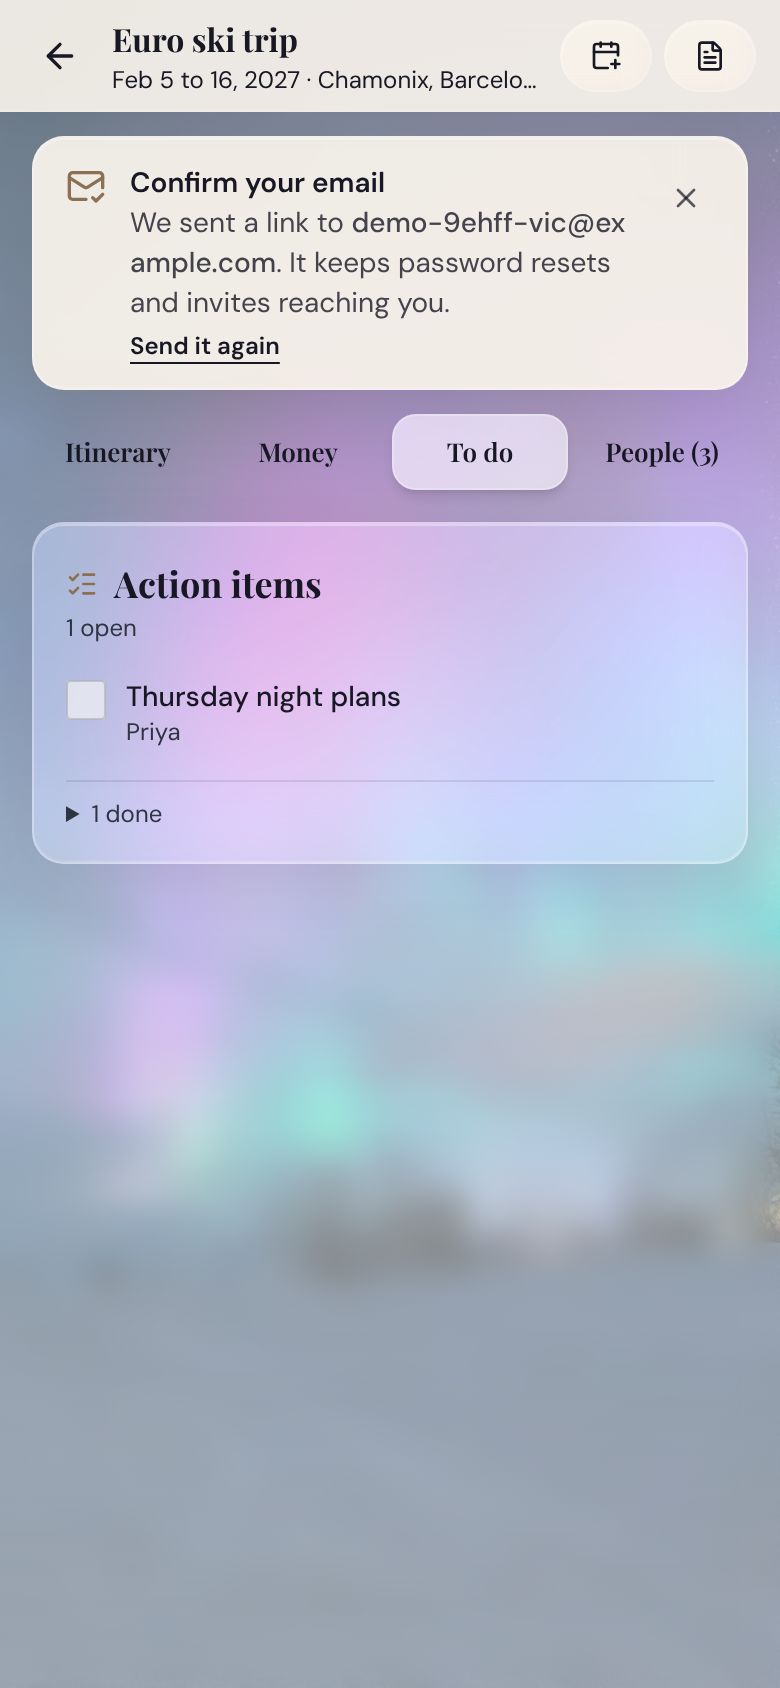 Euro ski trip
Feb 5 to 16, 2027 · Chamonix, Barcelo...
Confirm your email
We sent a link to demo-9ehff-vic@ex
ample.com. It keeps password resets
and invites reaching you.
Send it again
Itinerary Money To do People (3)
Action items
1 open
Thursday night plans
Priya
1 done